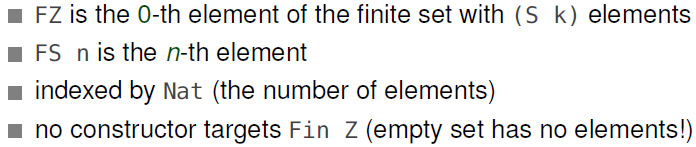 FZ is the 0-th element of the finite set with (S k) elements
FS n is the n-th element
indexed by Nat (the number of elements)
no constructor targets Fin Z (empty set has no elements!)